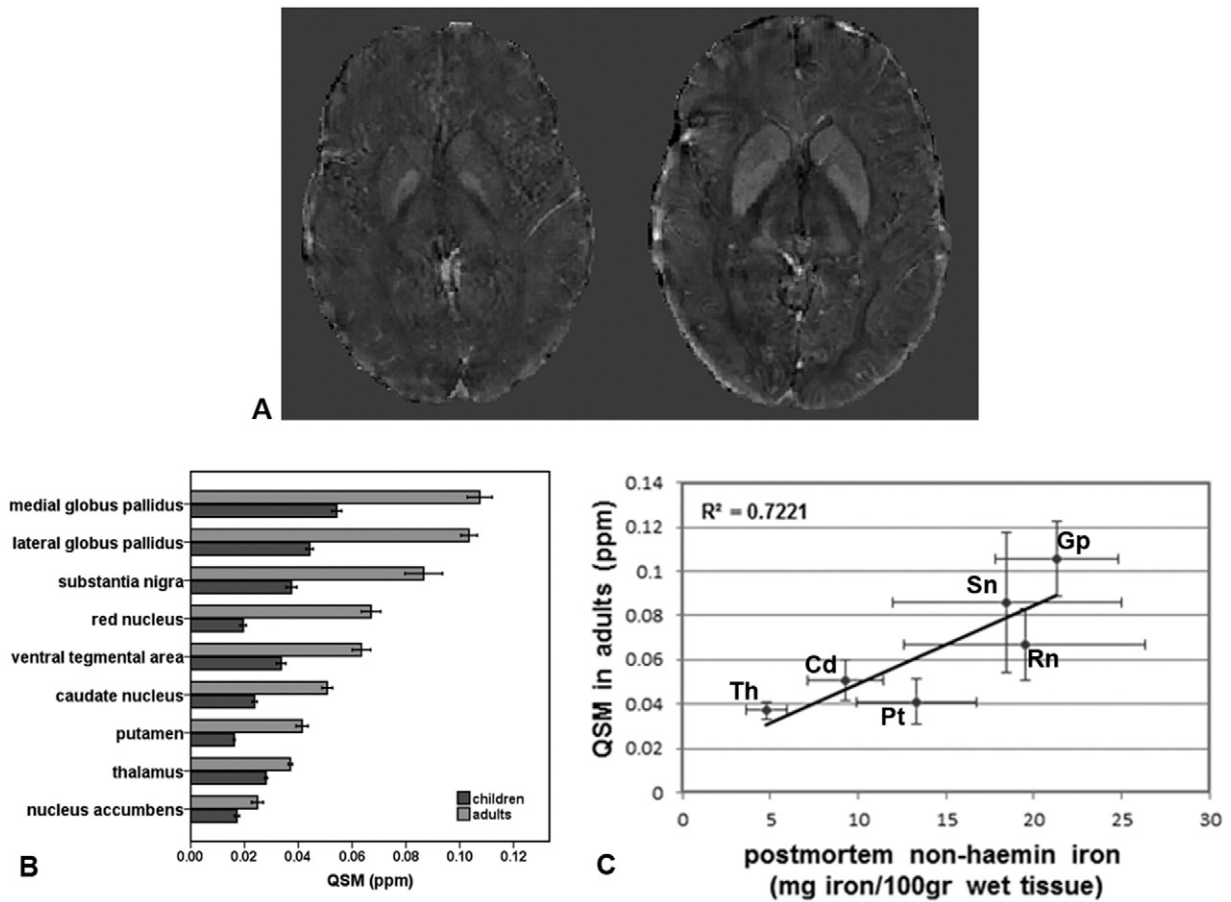 A
medial globus pallidus
lateral globus pallidus
substantia nigra
red nucleus
ventral tegmental area
caudate nucleus
putamen
thalamus
nucleus accumbens
children
adults
0.00 0.02 0.04 0.06 0.08 0.10 0.12
QSM (ppm)
B
QSM in adults (ppm)
0.14
0.12
0.1
0.08
0.06
0.04
0.02
0
R² = 0.7221
Gp
Sn
Rn
Cd
Th
Pt
0 5 10 15 20 25 30
postmortem non-haemin iron
(mg iron/100gr wet tissue)
C